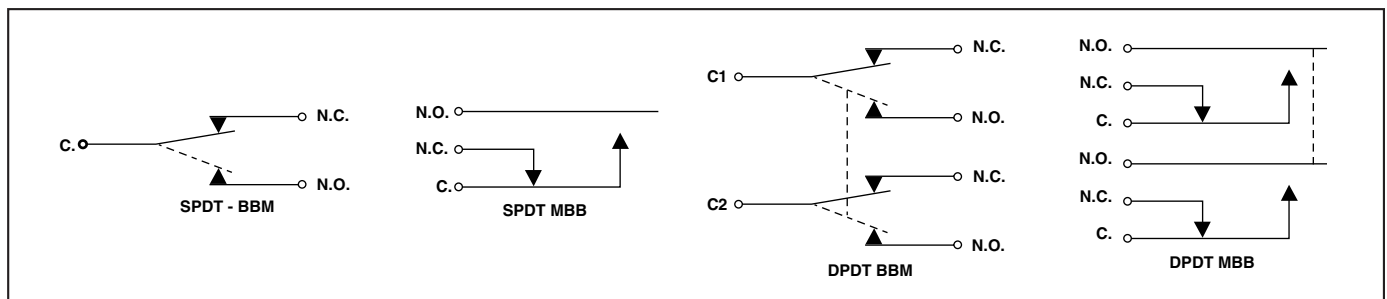 C.
N.C.
N.O.
SPDT - BBM
N.O.
N.C.
C.
SPDT MBB
C1
N.C.
N.O.
C2
N.C.
N.O.
DPDT BBM
N.O.
N.C.
C.
N.O.
N.C.
C.
DPDT MBB